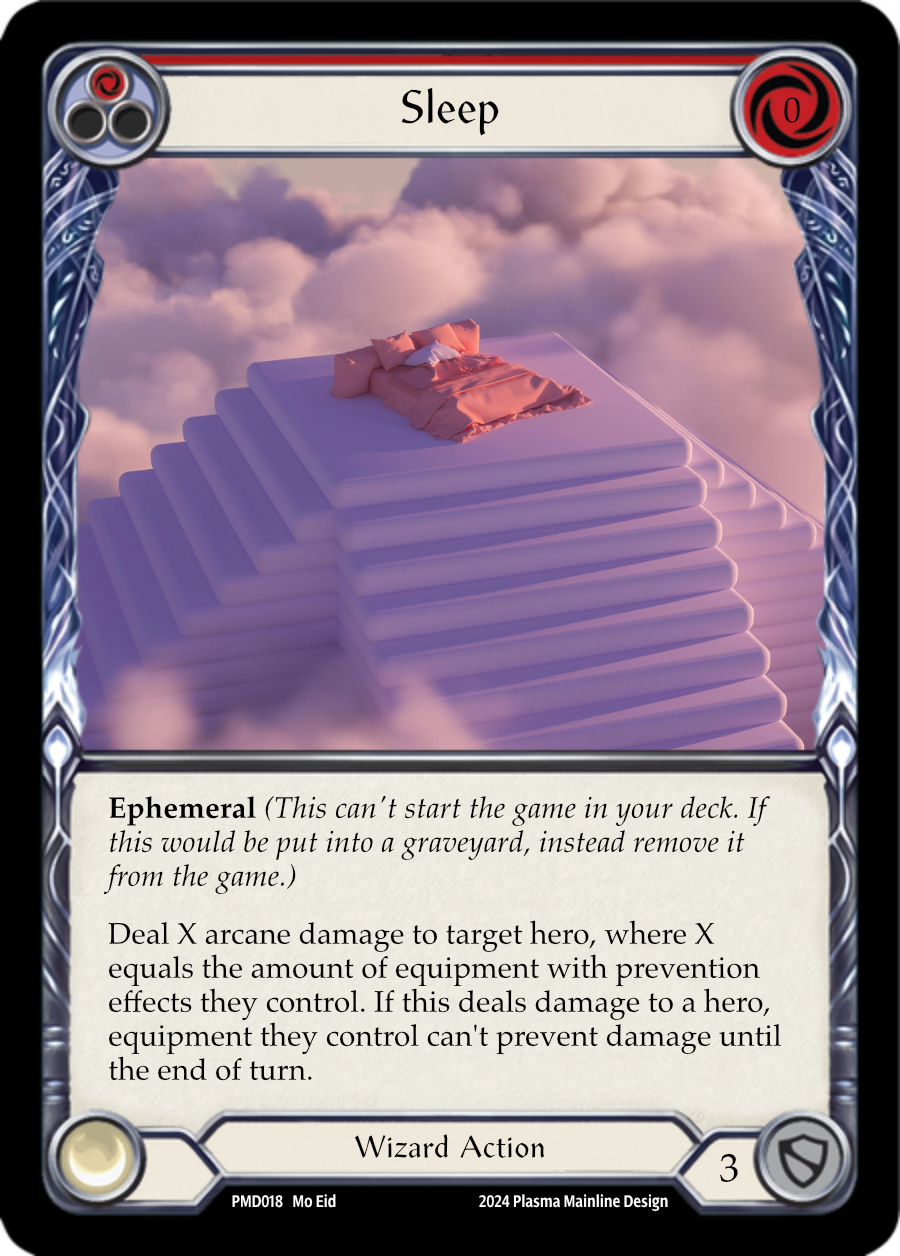 Sleep
0
Ephemeral (This can't start the game in your deck. If
this would be put into a graveyard, instead remove it
from the game.)
Deal X arcane damage to target hero, where X
equals the amount of equipment with prevention
effects they control. If this deals damage to a hero,
equipment they control can't prevent damage until
the end of turn.
Wizard Action
3
PMD018 Mo Eid
2024 Plasma Mainline Design